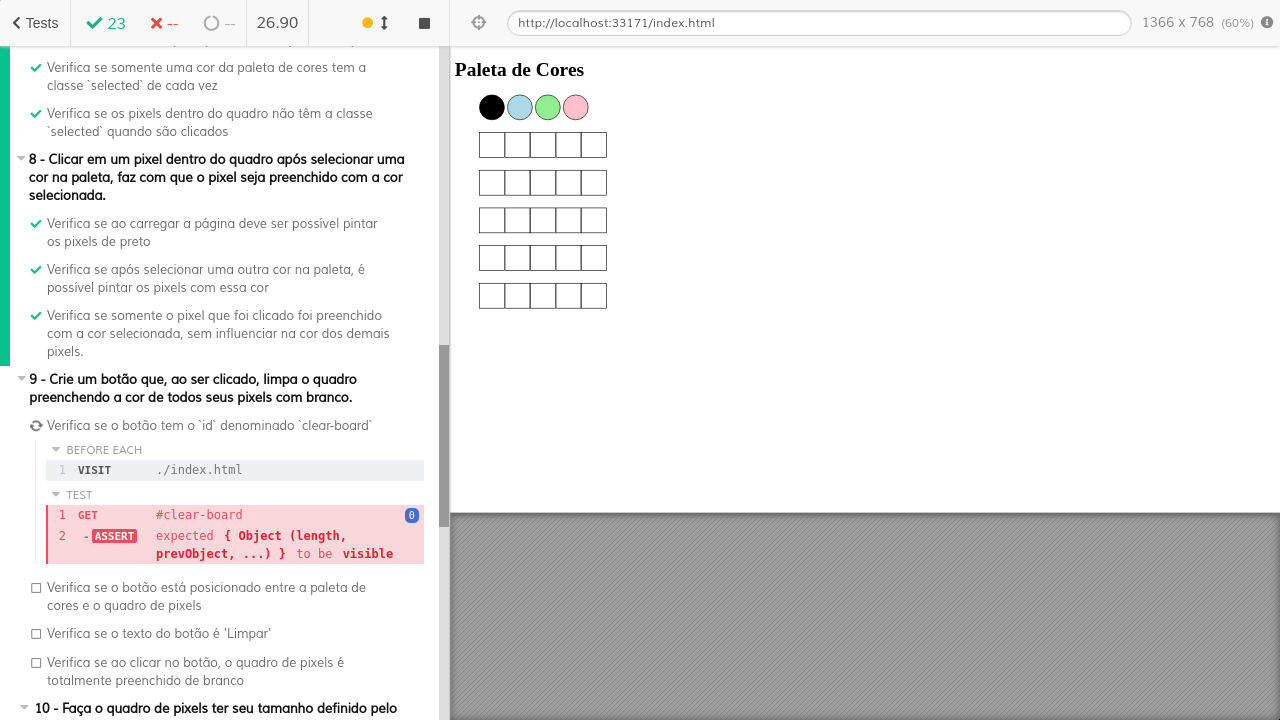 Tests
23
--
--
26.90
http://localhost:33171/index.html
1366 x 768 (60%)
Verifica se somente uma cor da paleta de cores tem a
classe `selected` de cada vez
Verifica se os pixels dentro do quadro não têm a classe
`selected` quando são clicados
8 - Clicar em um pixel dentro do quadro após selecionar uma
cor na paleta, faz com que o pixel seja preenchido com a cor
selecionada.
Verifica se ao carregar a página deve ser possível pintar
os pixels de preto
Verifica se após selecionar uma outra cor na paleta, é
possível pintar os pixels com essa cor
Verifica se somente o pixel que foi clicado foi preenchido
com a cor selecionada, sem influenciar na cor dos demais
pixels.
9 - Crie um botão que, ao ser clicado, limpa o quadro
preenchendo a cor de todos seus pixels com branco.
Verifica se o botão tem o `id` denominado `clear-board`
BEFORE EACH
1 VISIT ./index.html
TEST
1 GET #clear-board 0
2 -ASSERT expected { Object (length,
prevObject, ...) } to be visible
Verifica se o botão está posicionado entre a paleta de
cores e o quadro de pixels
Verifica se o texto do botão é 'Limpar'
Verifica se ao clicar no botão, o quadro de pixels é
totalmente preenchido de branco
10 - Faça o quadro de pixels ter seu tamanho definido pelo
Paleta de Cores